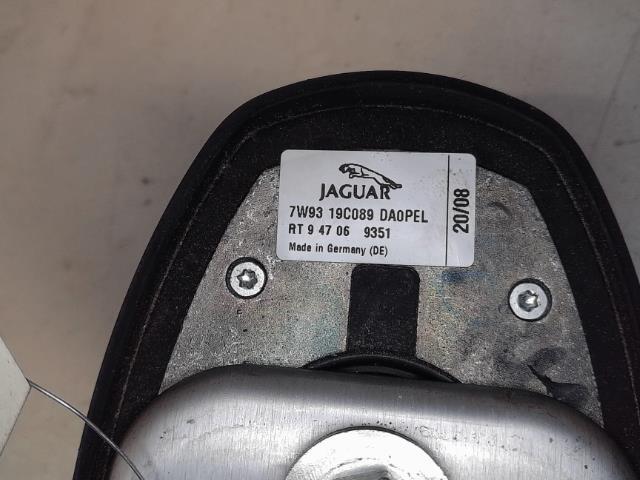 JAGUAR
7W93 19C089 DA0PEL
RT 9 47 06 9351
Made in Germany (DE)
20/08